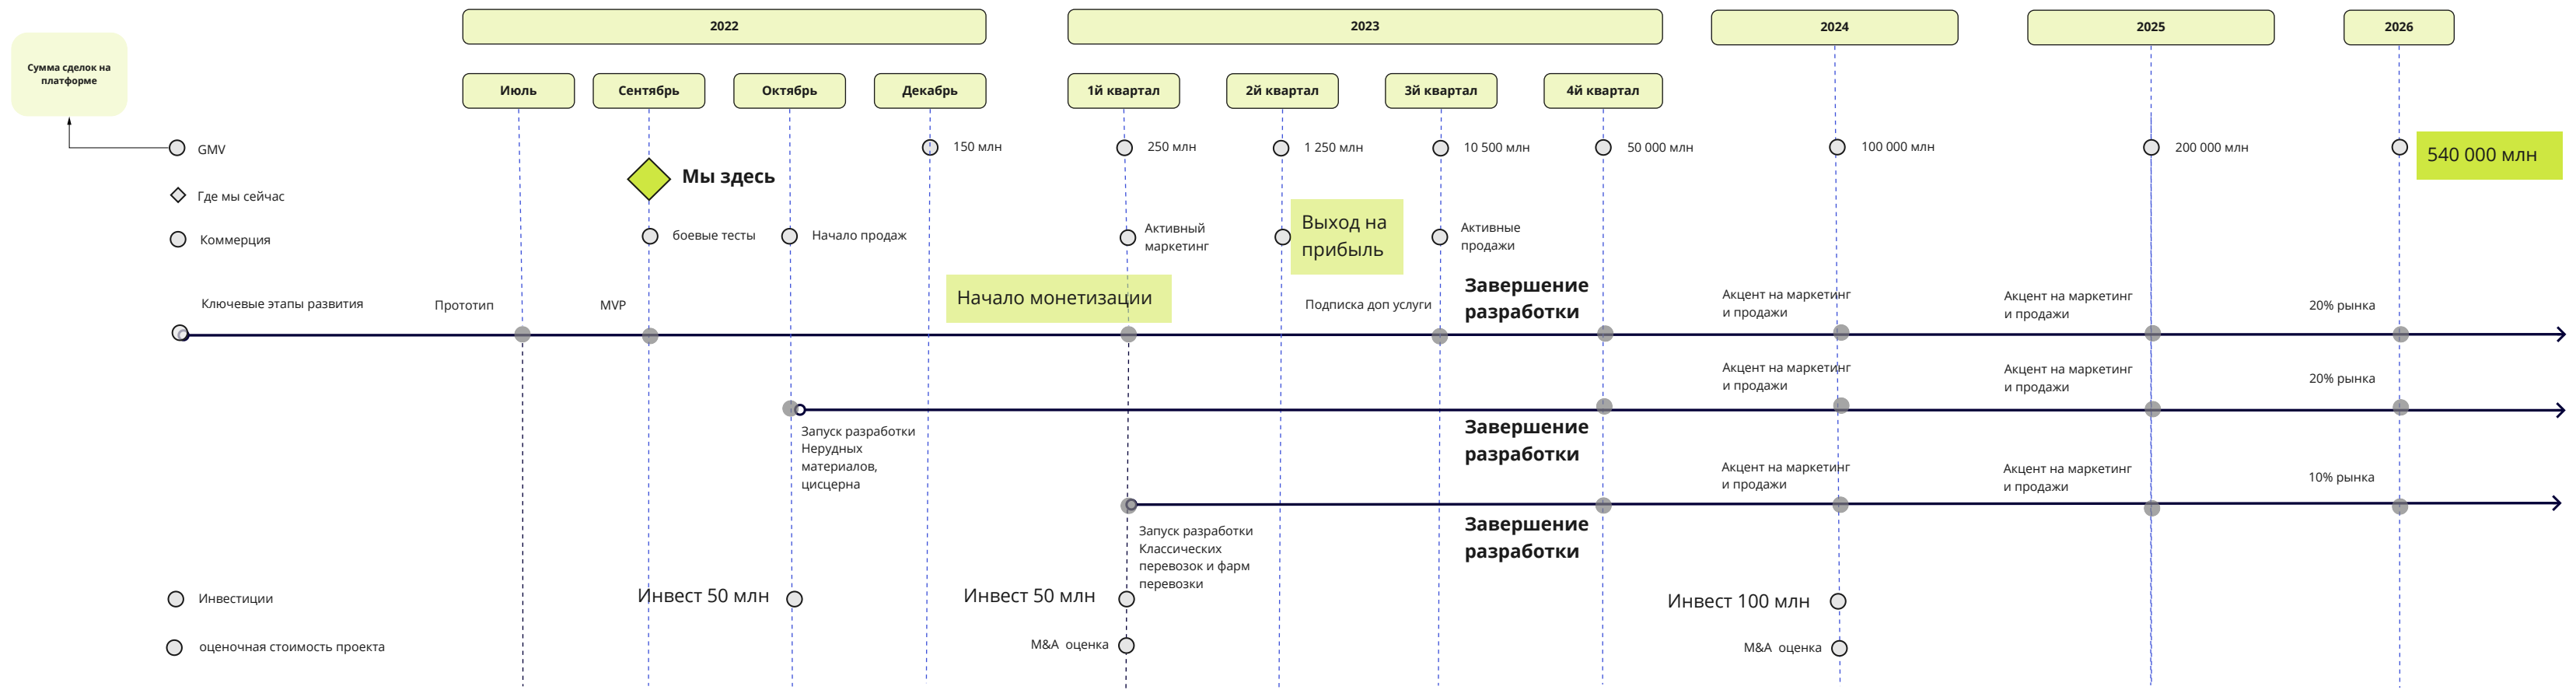 2022
2023
2024
2025
2026
Сумма сделок на
платформе
Июль
Сентябрь
Октябрь
Декабрь
1й квартал
2й квартал
3й квартал
4й квартал
GMV
150 млн
250 млн
1 250 млн
10 500 млн
50 000 млн
100 000 млн
200 000 млн
540 000 млн
Где мы сейчас
Мы здесь
Коммерция
боевые тесты
Начало продаж
Активный
маркетинг
Выход на
прибыль
Активные
продажи
Ключевые этапы развития
Прототип
MVP
Начало монетизации
Подписка доп услуги
Завершение
разработки
Акцент на маркетинг
и продажи
Акцент на маркетинг
и продажи
20% рынка
Запуск разработки
Нерудных
материалов,
цисцерна
Завершение
разработки
Акцент на маркетинг
и продажи
Акцент на маркетинг
и продажи
20% рынка
Запуск разработки
Классических
перевозок и фарм
перевозки
Завершение
разработки
Акцент на маркетинг
и продажи
Акцент на маркетинг
и продажи
10% рынка
Инвестиции
Инвест 50 млн
Инвест 50 млн
Инвест 100 млн
оценочная стоимость проекта
M&A оценка
M&A оценка